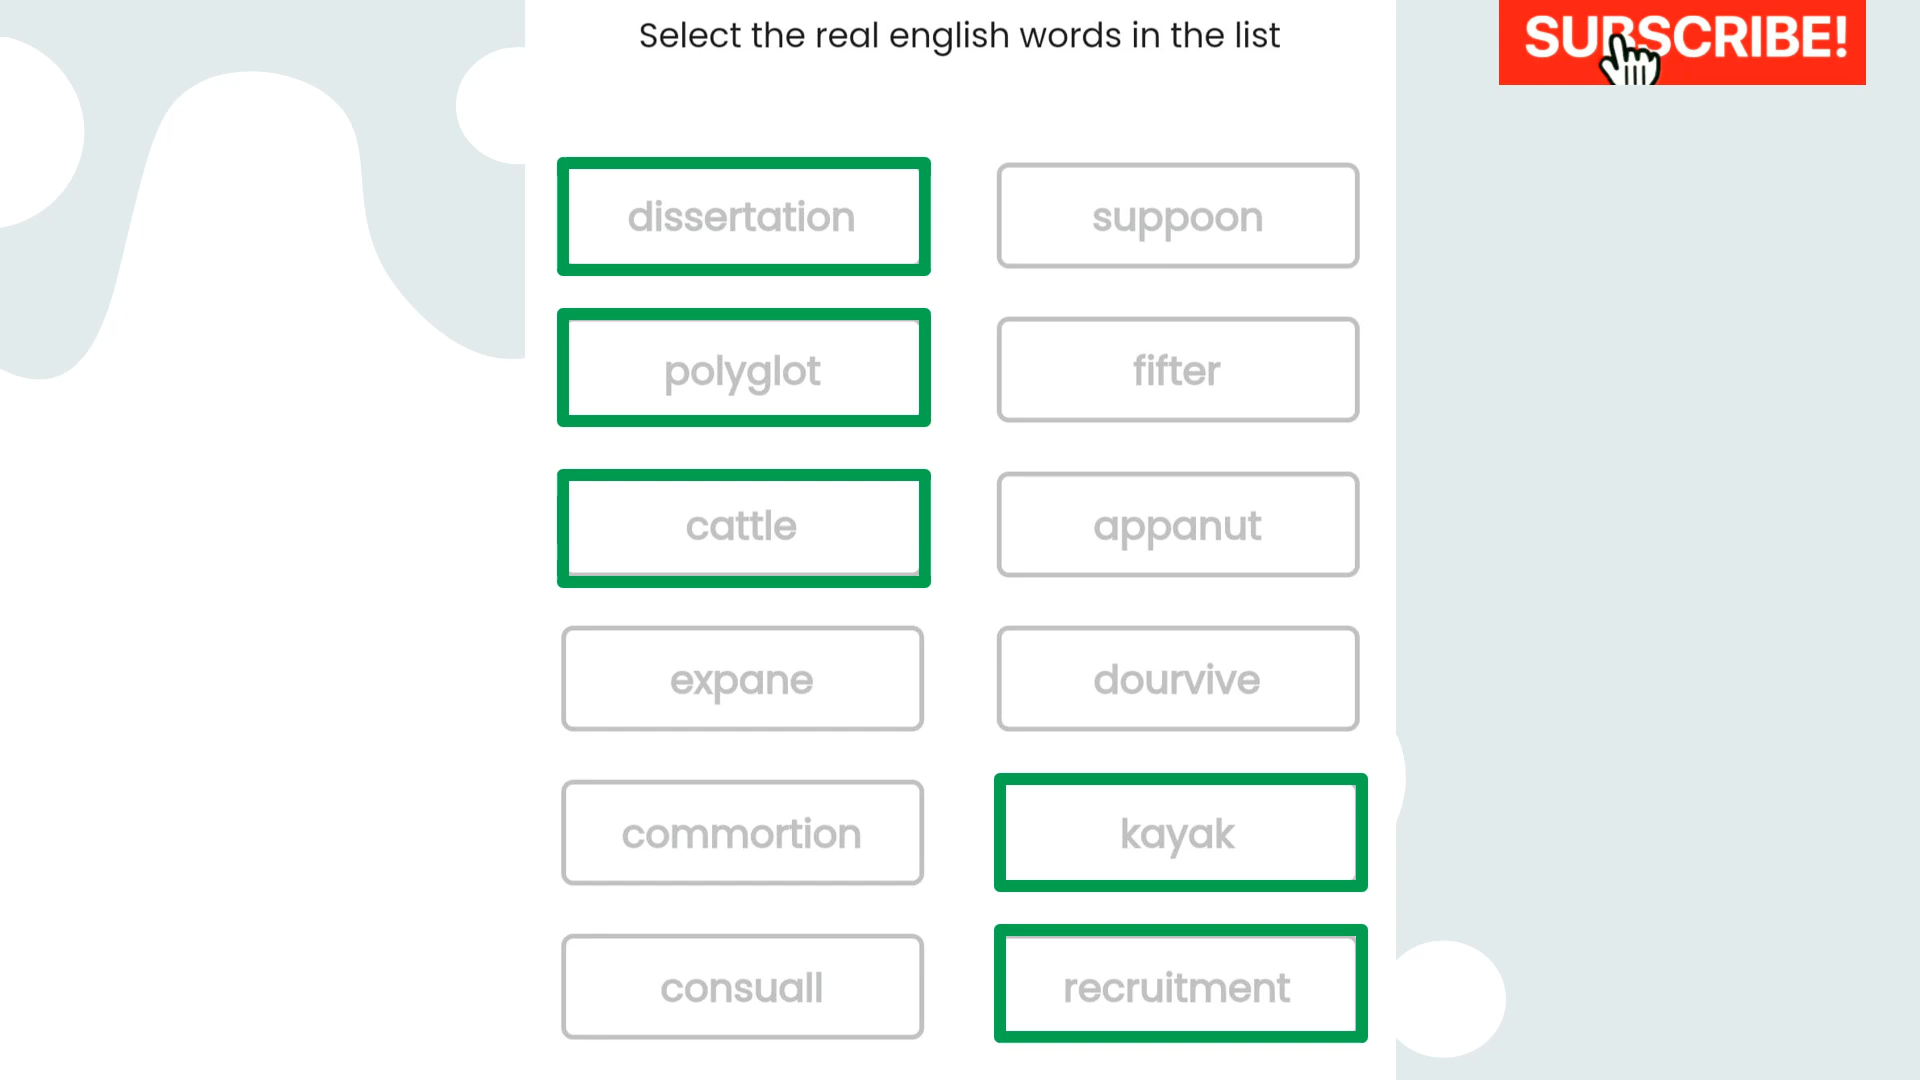 Select the real english words in the list
SUBSCRIBE!
dissertation
suppoon
polyglot
fifter
cattle
appanut
expane
dourvive
commortion
kayak
consuall
recruitment